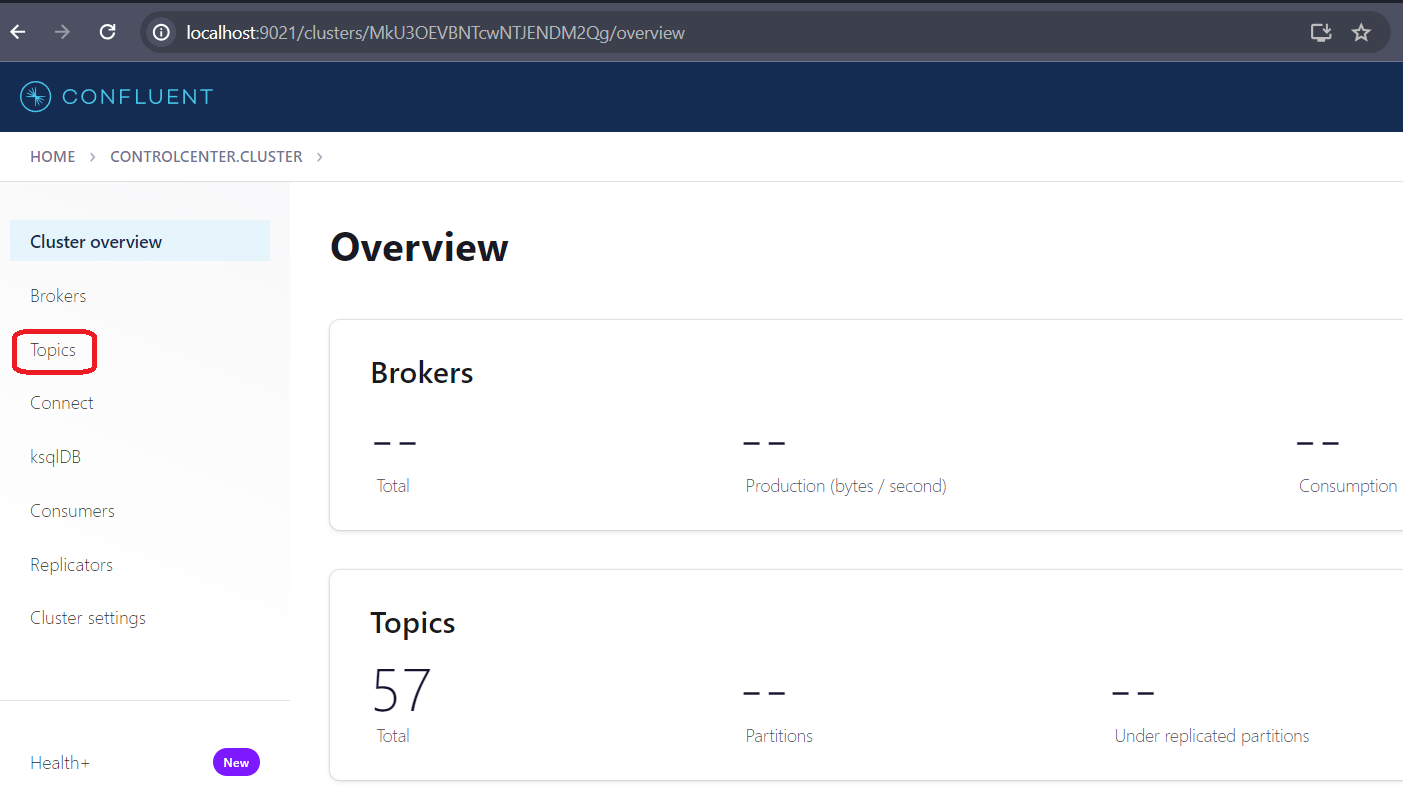 localhost:9021/clusters/MkU3OEVBNTcwNTJENDM2Qg/overview
CONFLUENT
HOME > CONTROLCENTER.CLUSTER >
Cluster overview
Brokers
Topics
Connect
ksqlDB
Consumers
Replicators
Cluster settings
Health+ New
Overview
Brokers
-- -- --
Total Production (bytes / second) Consumption
Topics
57 -- --
Total Partitions Under replicated partitions